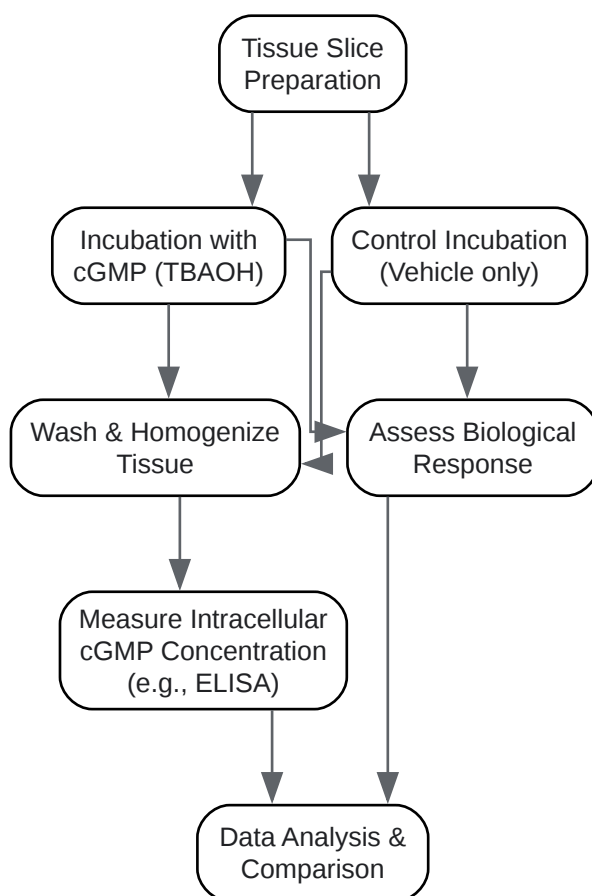 Tissue Slice
Preparation
Incubation with
cGMP (TBAOH)
Control Incubation
(Vehicle only)
Wash & Homogenize
Tissue
Assess Biological
Response
Measure Intracellular
cGMP Concentration
(e.g., ELISA)
Data Analysis &
Comparison